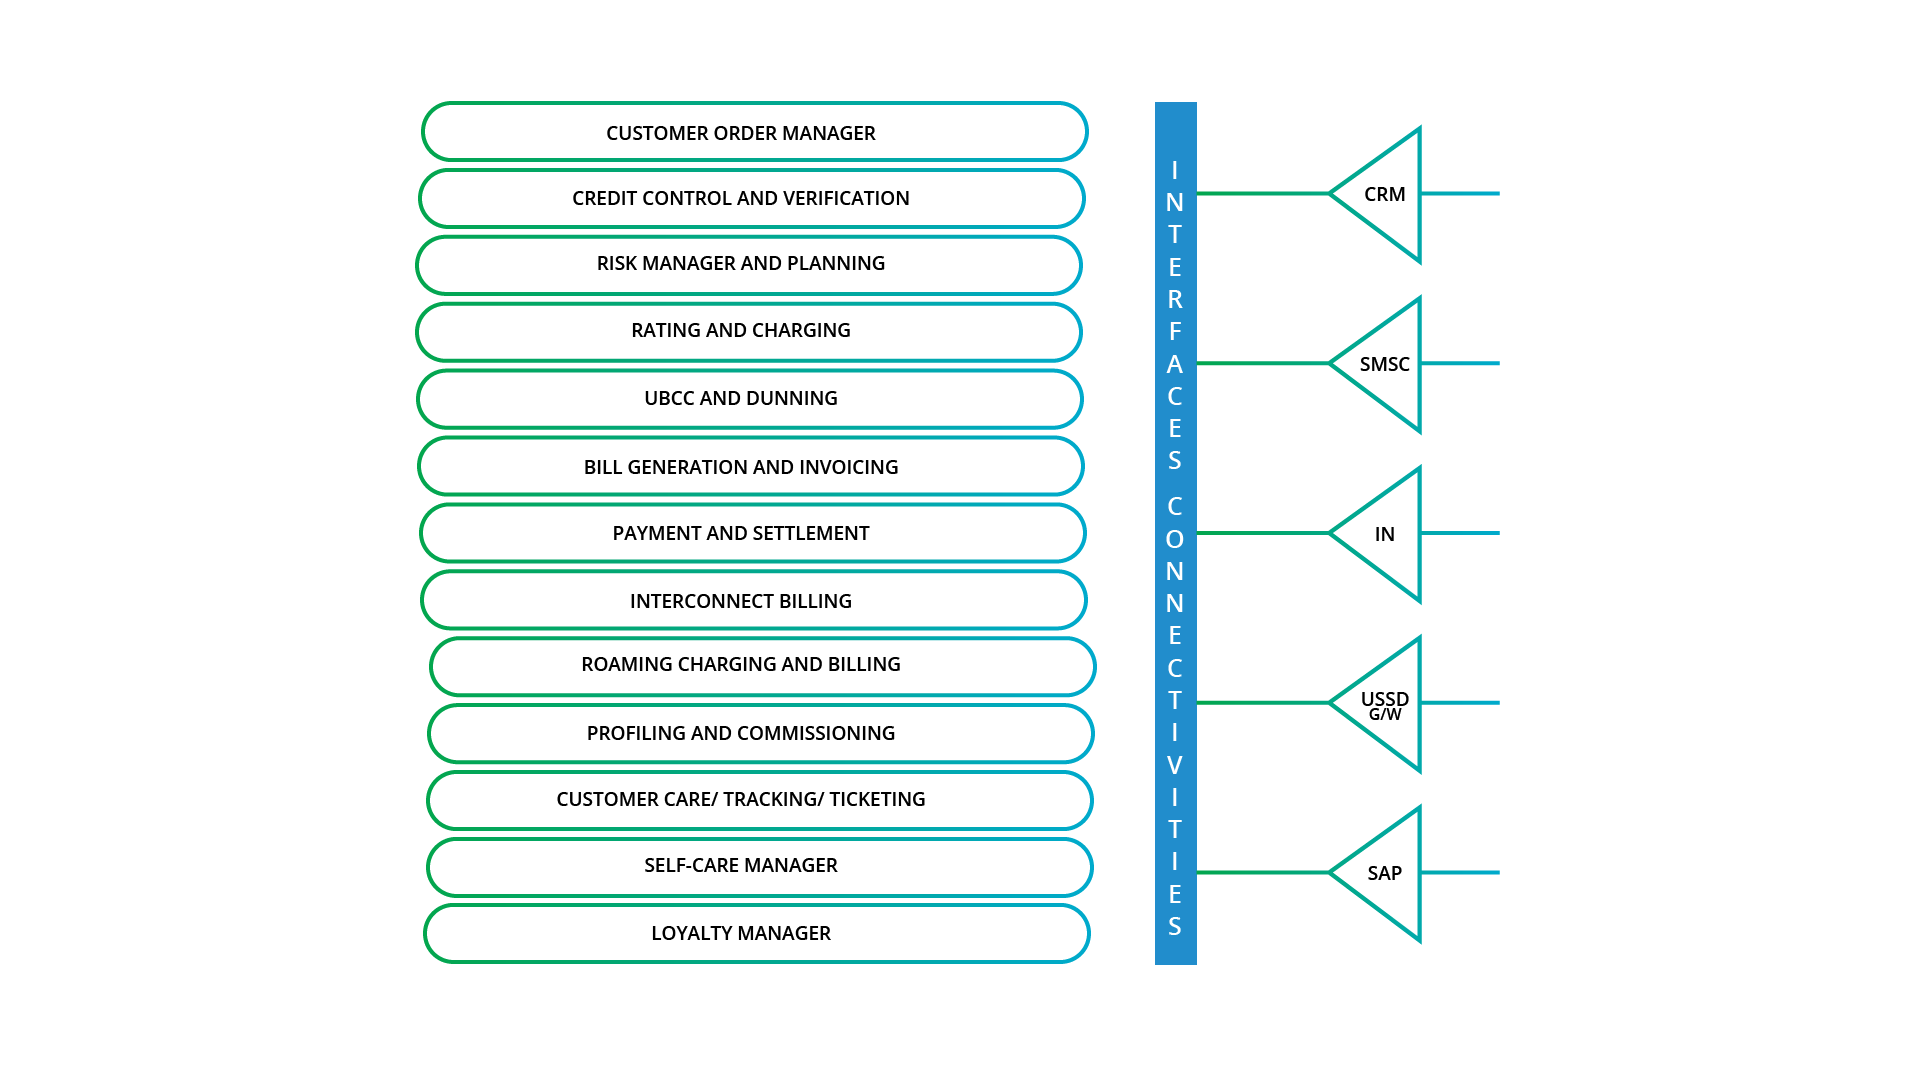 CUSTOMER ORDER MANAGER
CREDIT CONTROL AND VERIFICATION
RISK MANAGER AND PLANNING
RATING AND CHARGING
UBCC AND DUNNING
BILL GENERATION AND INVOICING
PAYMENT AND SETTLEMENT
INTERCONNECT BILLING
ROAMING CHARGING AND BILLING
PROFILING AND COMMISSIONING
CUSTOMER CARE/ TRACKING/ TICKETING
SELF-CARE MANAGER
LOYALTY MANAGER
INTERFACES CONNECTIVITIES
CRM
SMSC
IN
USSD
G/W
SAP